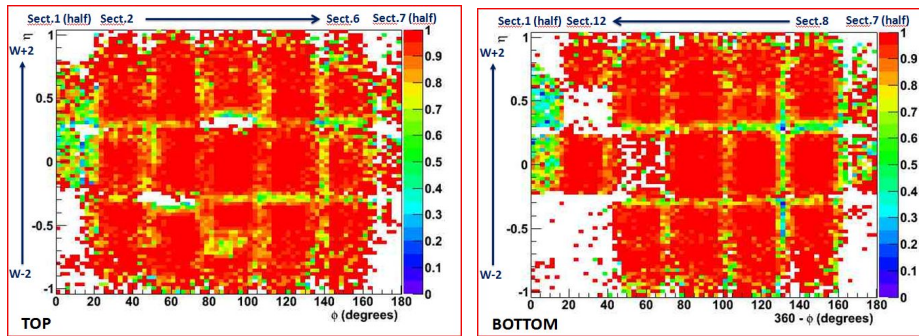 Sect.1 (half) Sect.2 Sect.6 Sect.7 (half)
η
W+2
0.5
0
-0.5
W-2
-1
0 20 40 60 80 100 120 140 160 180
TOP
φ (degrees)
1
0.9
0.8
0.7
0.6
0.5
0.4
0.3
0.2
0.1
0
Sect.1 (half) Sect.12 Sect.8 Sect.7 (half)
η
W+2
0.5
0
-0.5
W-2
-1
0 20 40 60 80 100 120 140 160 180
BOTTOM
360 - φ (degrees)
1
0.9
0.8
0.7
0.6
0.5
0.4
0.3
0.2
0.1
0